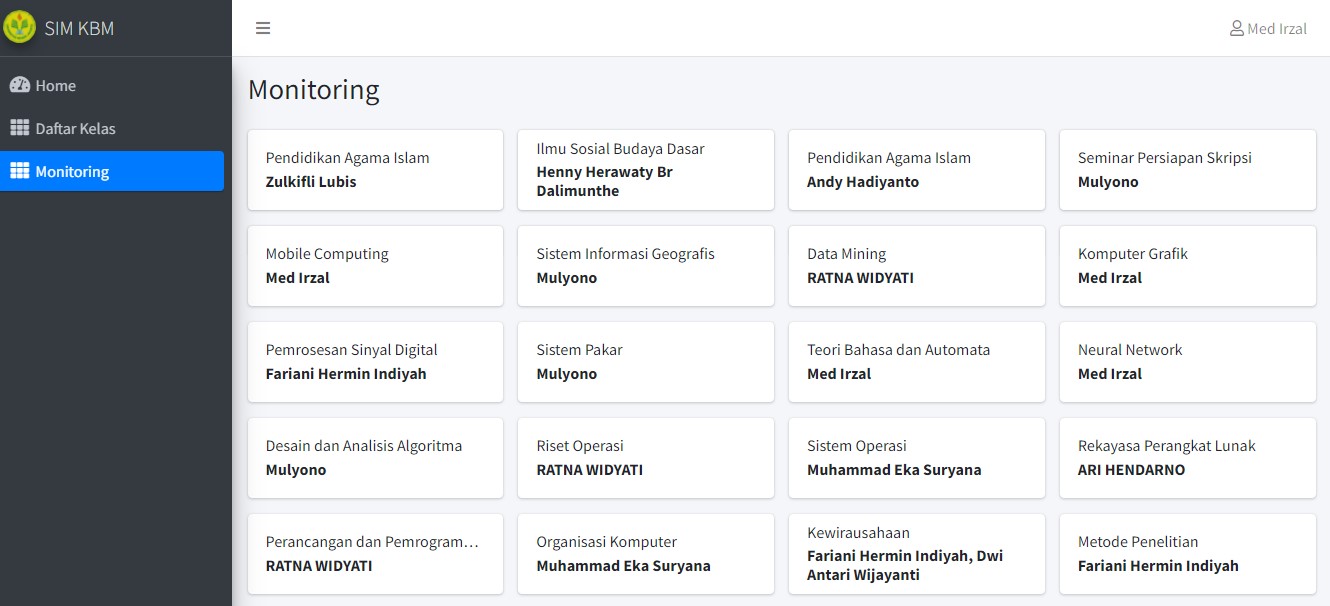 SIM KBM
Med Irzal
Home
Daftar Kelas
Monitoring
Monitoring
Pendidikan Agama Islam
Zulkifli Lubis
Ilmu Sosial Budaya Dasar
Henny Herawaty Br
Dalimunthe
Pendidikan Agama Islam
Andy Hadiyanto
Seminar Persiapan Skripsi
Mulyono
Mobile Computing
Med Irzal
Sistem Informasi Geografis
Mulyono
Data Mining
RATNA WIDYATI
Komputer Grafik
Med Irzal
Pemrosesan Sinyal Digital
Fariani Hermin Indiyah
Sistem Pakar
Mulyono
Teori Bahasa dan Automata
Med Irzal
Neural Network
Med Irzal
Desain dan Analisis Algoritma
Mulyono
Riset Operasi
RATNA WIDYATI
Sistem Operasi
Muhammad Eka Suryana
Rekayasa Perangkat Lunak
ARI HENDARNO
Perancangan dan Pemrogram...
RATNA WIDYATI
Organisasi Komputer
Muhammad Eka Suryana
Kewirausahaan
Fariani Hermin Indiyah, Dwi
Antari Wijayanti
Metode Penelitian
Fariani Hermin Indiyah